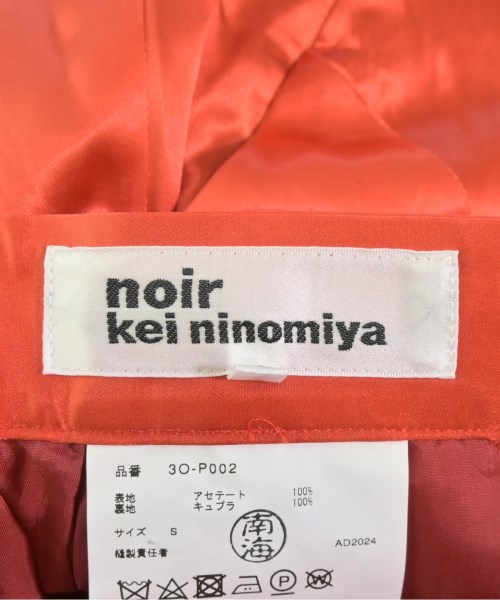 noir
kei ninomiya
品番 3O-P002
表地 アセテート 100%
裏地 キュプラ 100%
サイズ S
縫製責任者 南海 AD2024